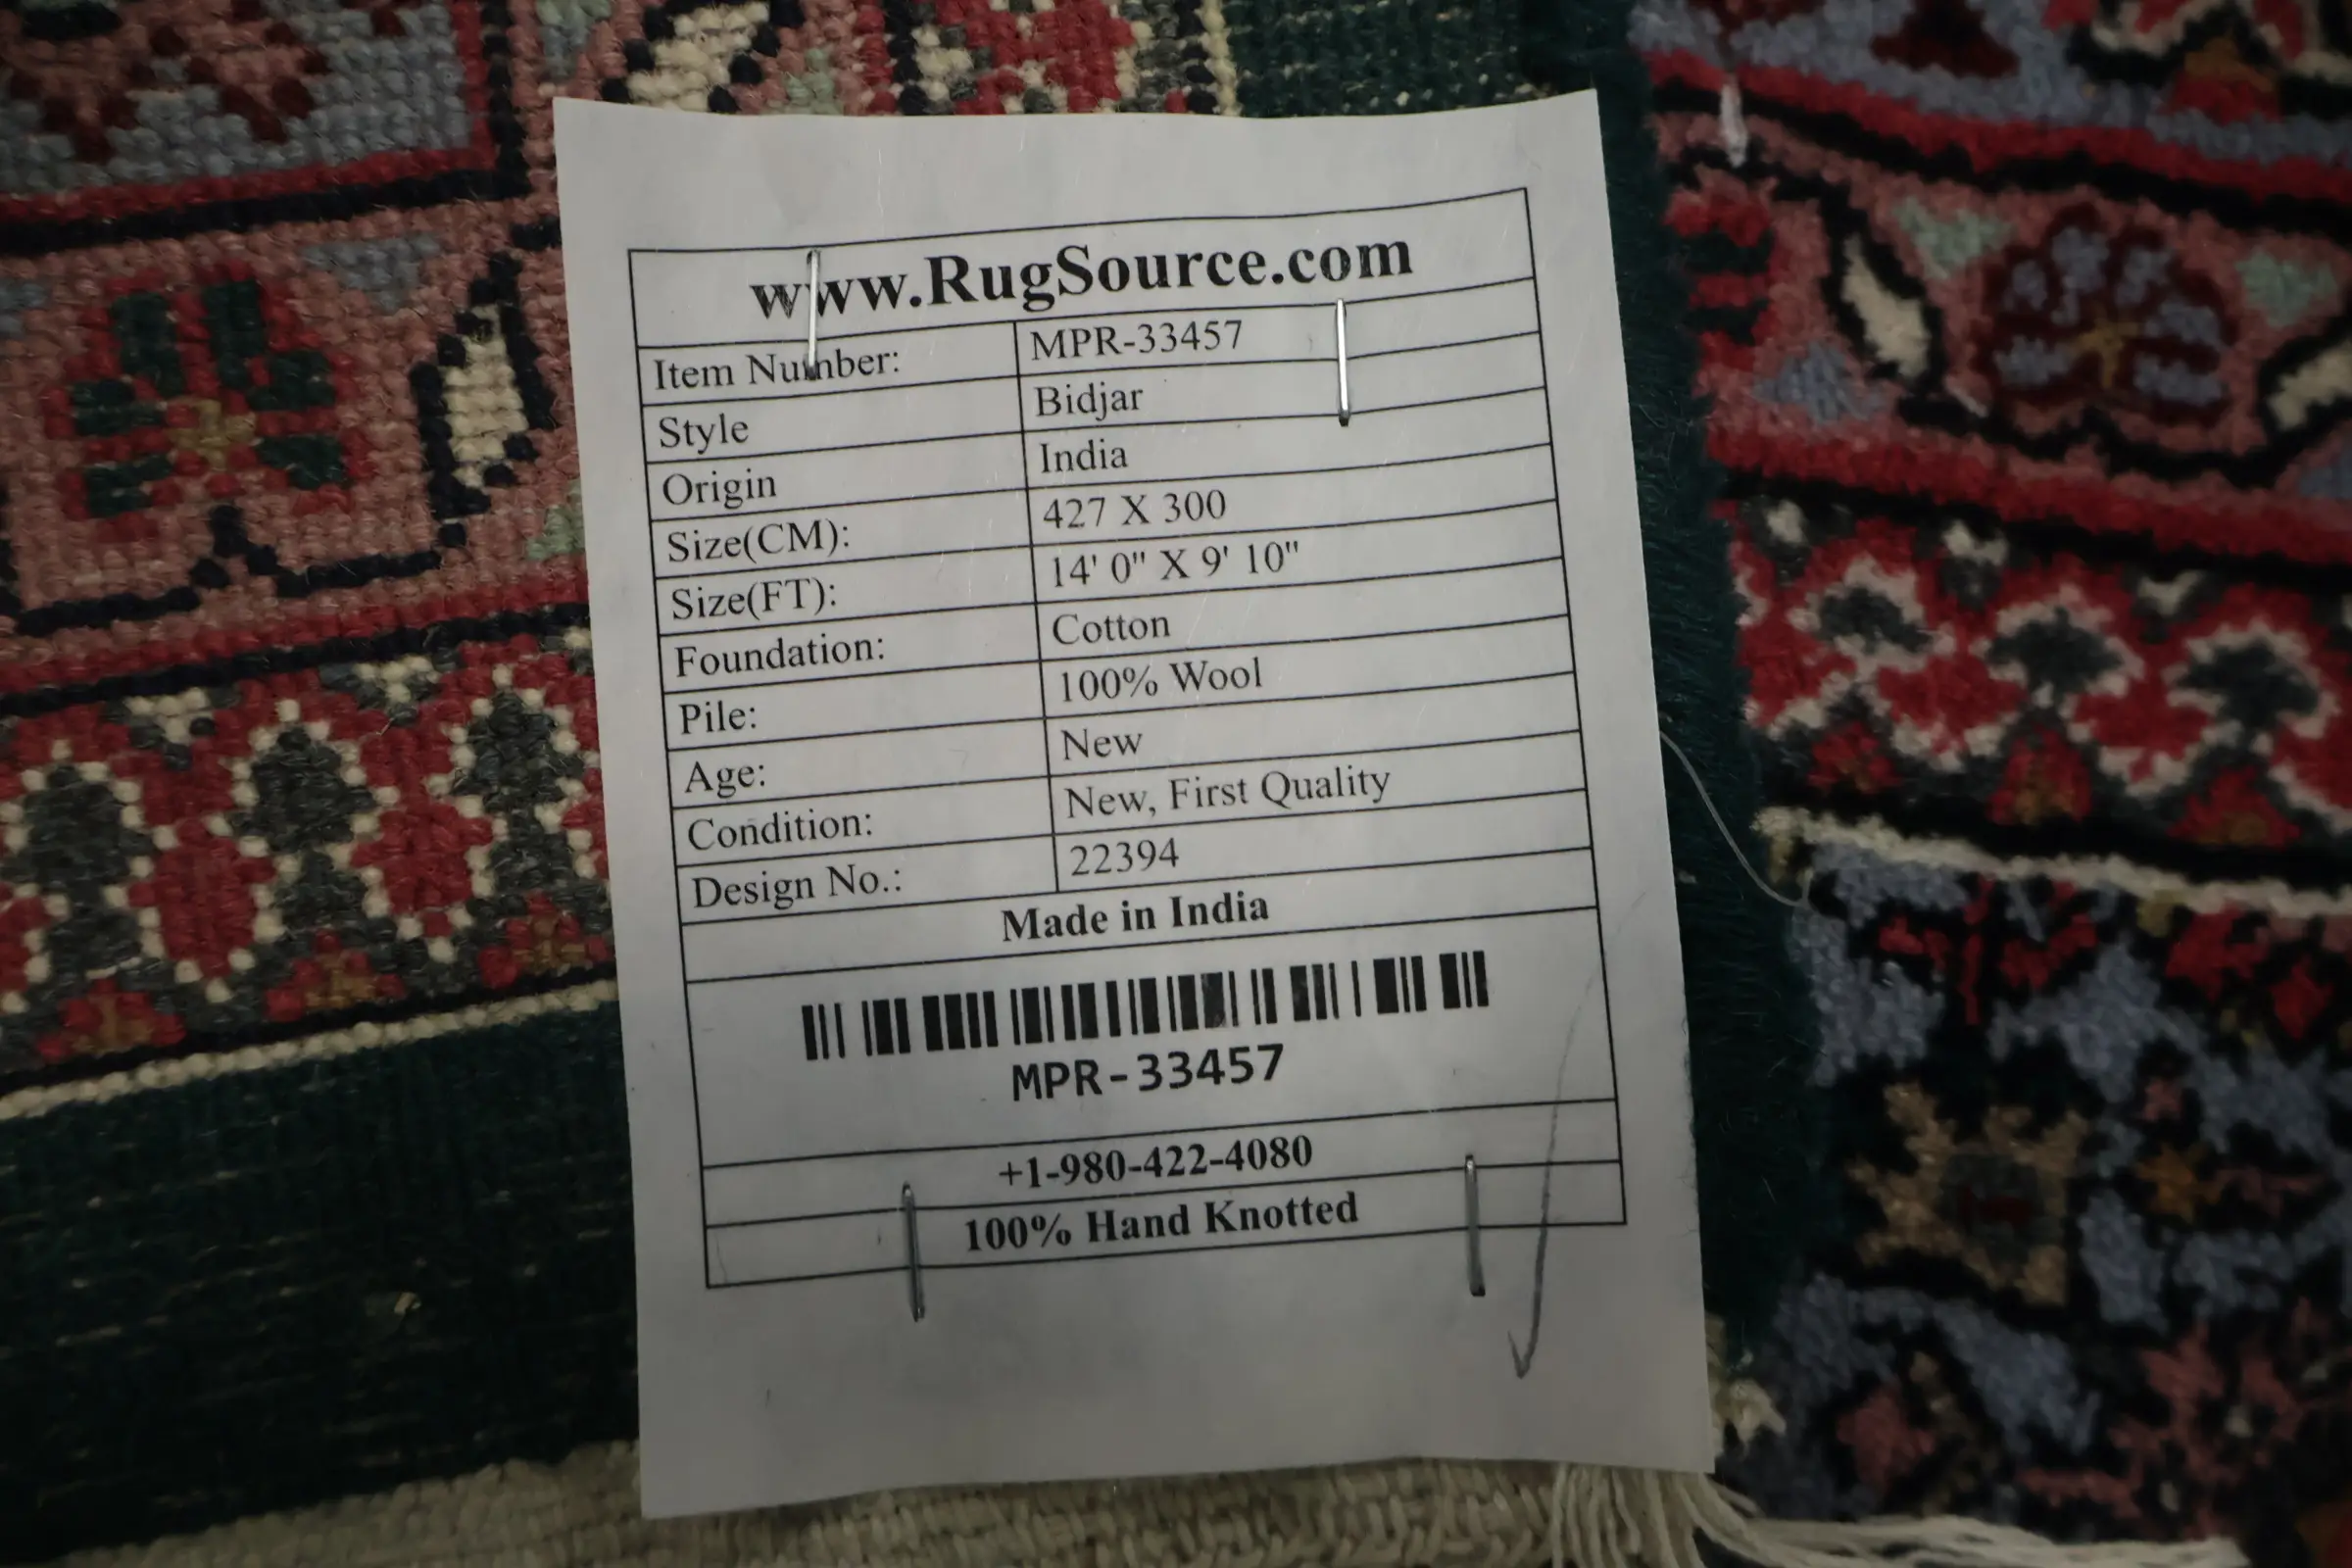 www.RugSource.com
Item Number: MPR-33457
Style Bidjar
Origin India
Size(CM): 427 X 300
Size(FT): 14' 0" X 9' 10"
Foundation: Cotton
Pile: 100% Wool
Age: New
Condition: New, First Quality
Design No.: 22394
Made in India
MPR-33457
+1-980-422-4080
100% Hand Knotted